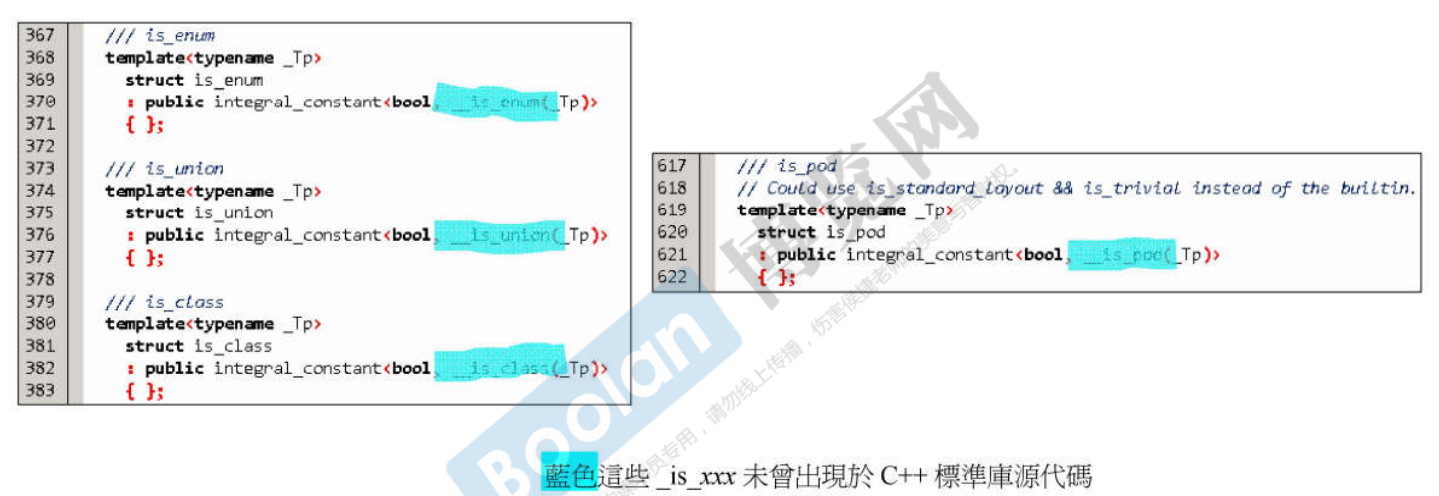 367 /// is_enum
368 template<typename _Tp>
369 struct is_enum
370 : public integral_constant<bool, __is_enum(_Tp)>
371 { };
372
373 /// is_union
374 template<typename _Tp>
375 struct is_union
376 : public integral_constant<bool, __is_union(_Tp)>
377 { };
378
379 /// is_class
380 template<typename _Tp>
381 struct is_class
382 : public integral_constant<bool, __is_class(_Tp)>
383 { };
617 /// is_pod
618 // Could use is_standard_layout && is_trivial instead of the builtin.
619 template<typename _Tp>
620 struct is_pod
621 : public integral_constant<bool, __is_pod(_Tp)>
622 { };
Boolan
博览网
藍色這些 _is_xxx 未曾出現於 C++ 標準庫源代碼